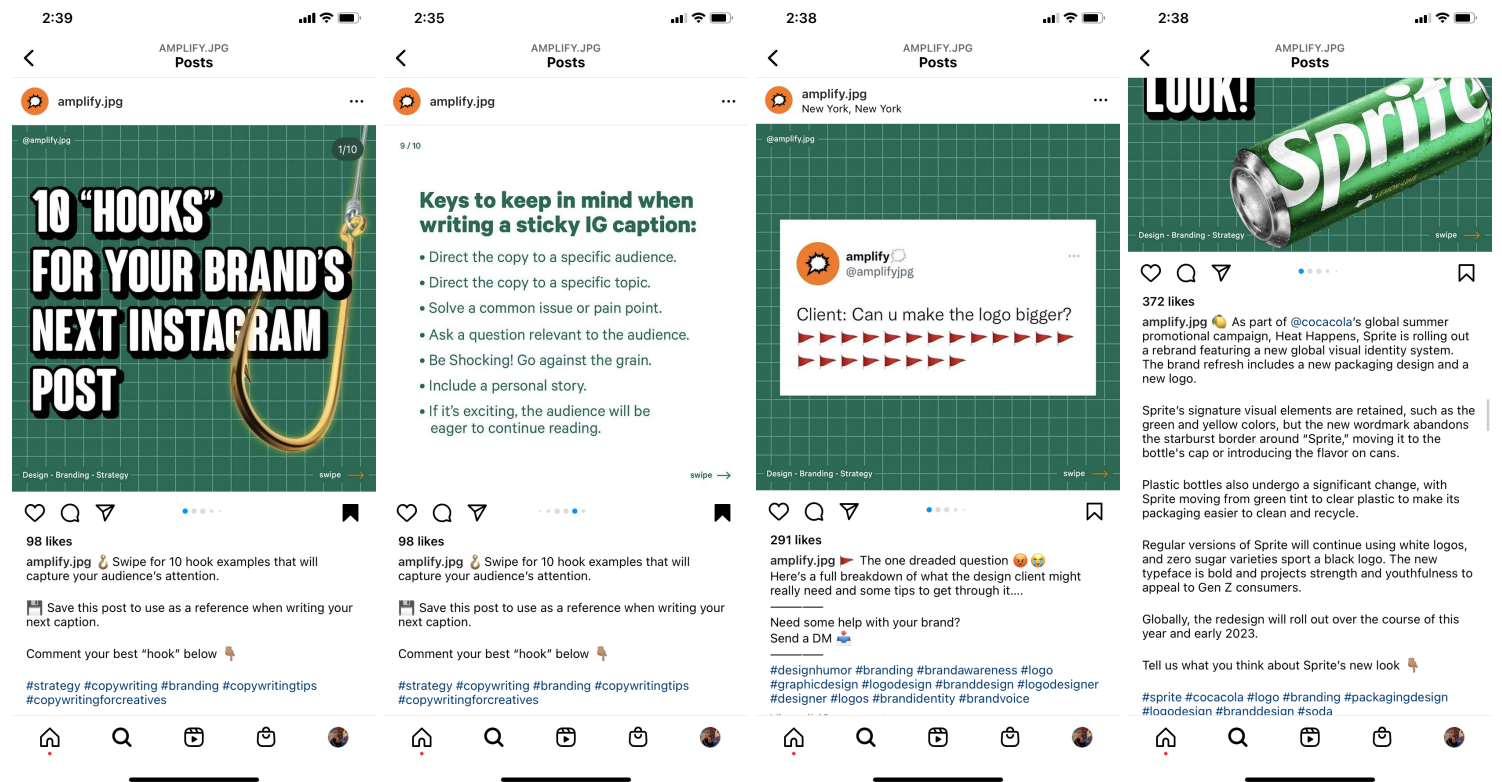 2:39
AMPLIFY.JPG
Posts
amplify.jpg
@amplify.jpg
1/10
10 “HOOKS”
FOR YOUR BRAND'S
NEXT INSTAGRAM
POST
Design - Branding - Strategy
swipe
98 likes
amplify.jpg 🪝 Swipe for 10 hook examples that will
capture your audience’s attention.
💾 Save this post to use as a reference when writing your
next caption.
Comment your best “hook” below 👇🏽
#strategy #copywriting #branding #copywritingtips
#copywritingforcreatives
2:35
AMPLIFY.JPG
Posts
amplify.jpg
9 / 10
Keys to keep in mind when
writing a sticky IG caption:
• Direct the copy to a specific audience.
• Direct the copy to a specific topic.
• Solve a common issue or pain point.
• Ask a question relevant to the audience.
• Be Shocking! Go against the grain.
• Include a personal story.
• If it’s exciting, the audience will be
eager to continue reading.
swipe
98 likes
amplify.jpg 🪝 Swipe for 10 hook examples that will
capture your audience’s attention.
💾 Save this post to use as a reference when writing your
next caption.
Comment your best “hook” below 👇🏽
#strategy #copywriting #branding #copywritingtips
#copywritingforcreatives
2:38
AMPLIFY.JPG
Posts
amplify.jpg
New York, New York
@amplify.jpg
amplify
@amplifyjpg
Client: Can u make the logo bigger?
🚩🚩🚩🚩🚩🚩🚩🚩🚩🚩🚩🚩
🚩🚩🚩🚩🚩🚩🚩
Design - Branding - Strategy
swipe
291 likes
amplify.jpg 🚩 The one dreaded question 😡😭
Here’s a full breakdown of what the design client might
really need and some tips to get through it....
Need some help with your brand?
Send a DM 📥
#designhumor #branding #brandawareness #logo
#graphicdesign #logodesign #branddesign #logodesigner
#designer #logos #brandidentity #brandvoice
2:38
AMPLIFY.JPG
Posts
LOOK!
Sprite
LEMON-LIME
Design - Branding - Strategy
swipe
372 likes
amplify.jpg 🍋 As part of @cocacola’s global summer
promotional campaign, Heat Happens, Sprite is rolling out
a rebrand featuring a new global visual identity system.
The brand refresh includes a new packaging design and a
new logo.
Sprite’s signature visual elements are retained, such as the
green and yellow colors, but the new wordmark abandons
the starburst border around “Sprite,” moving it to the
bottle's cap or introducing the flavor on cans.
Plastic bottles also undergo a significant change, with
Sprite moving from green tint to clear plastic to make its
packaging easier to clean and recycle.
Regular versions of Sprite will continue using white logos,
and zero sugar varieties sport a black logo. The new
typeface is bold and projects strength and youthfulness to
appeal to Gen Z consumers.
Globally, the redesign will roll out over the course of this
year and early 2023.
Tell us what you think about Sprite’s new look 👇🏽
#sprite #cocacola #logo #branding #packagingdesign
#logodesign #branddesign #soda